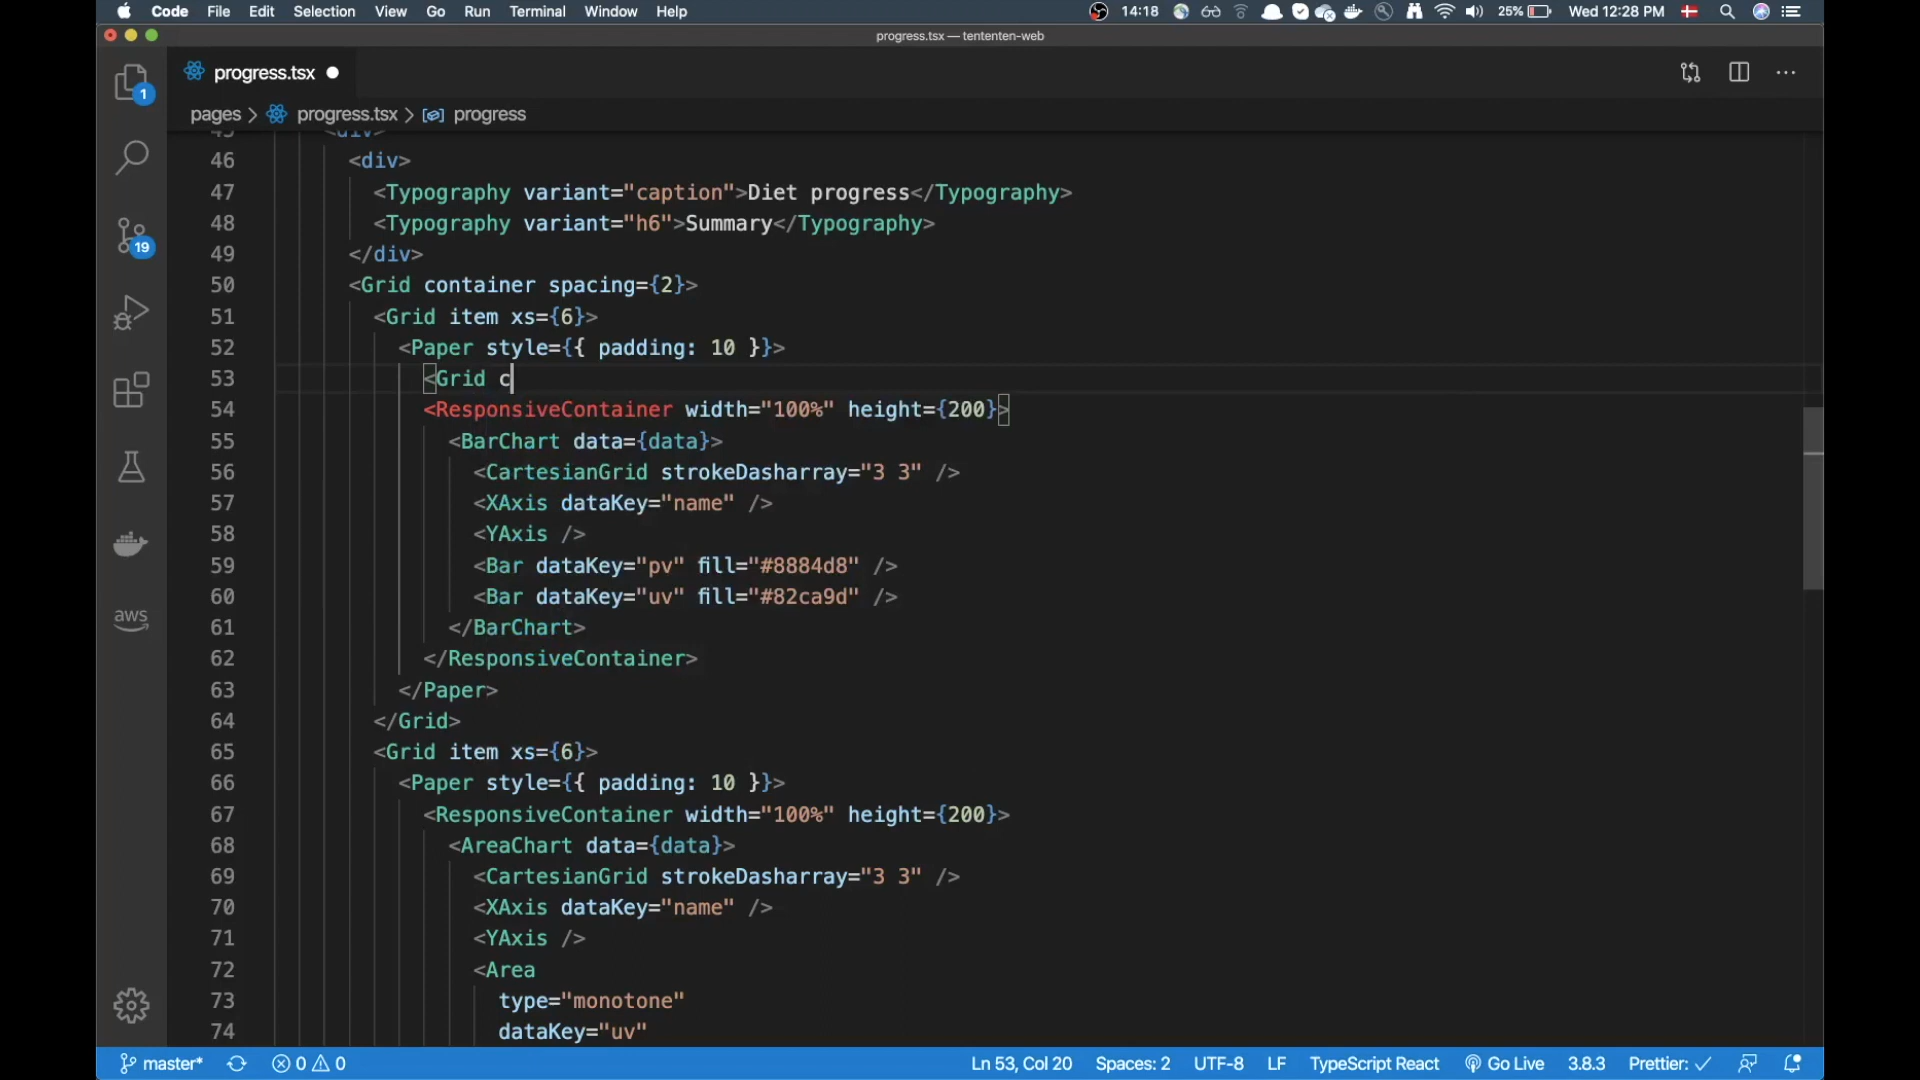 Code File Edit Selection View Go Run Terminal Window Help 14:18 25% Wed 12:28 PM
progress.tsx — tententen-web
progress.tsx
1
pages > progress.tsx > progress
45 <div>
46 <div>
47 <Typography variant="caption">Diet progress</Typography>
48 <Typography variant="h6">Summary</Typography>
19
49 </div>
50 <Grid container spacing={2}>
51 <Grid item xs={6}>
52 <Paper style={{ padding: 10 }}>
53 <Grid c
54 <ResponsiveContainer width="100%" height={200}>
55 <BarChart data={data}>
56 <CartesianGrid strokeDasharray="3 3" />
57 <XAxis dataKey="name" />
58 <YAxis />
59 <Bar dataKey="pv" fill="#8884d8" />
60 <Bar dataKey="uv" fill="#82ca9d" />
aws
61 </BarChart>
62 </ResponsiveContainer>
63 </Paper>
64 </Grid>
65 <Grid item xs={6}>
66 <Paper style={{ padding: 10 }}>
67 <ResponsiveContainer width="100%" height={200}>
68 <AreaChart data={data}>
69 <CartesianGrid strokeDasharray="3 3" />
70 <XAxis dataKey="name" />
71 <YAxis />
72 <Area
73 type="monotone"
74 dataKey="uv"
master* 0 0 Ln 53, Col 20 Spaces: 2 UTF-8 LF TypeScript React Go Live 3.8.3 Prettier: ✓